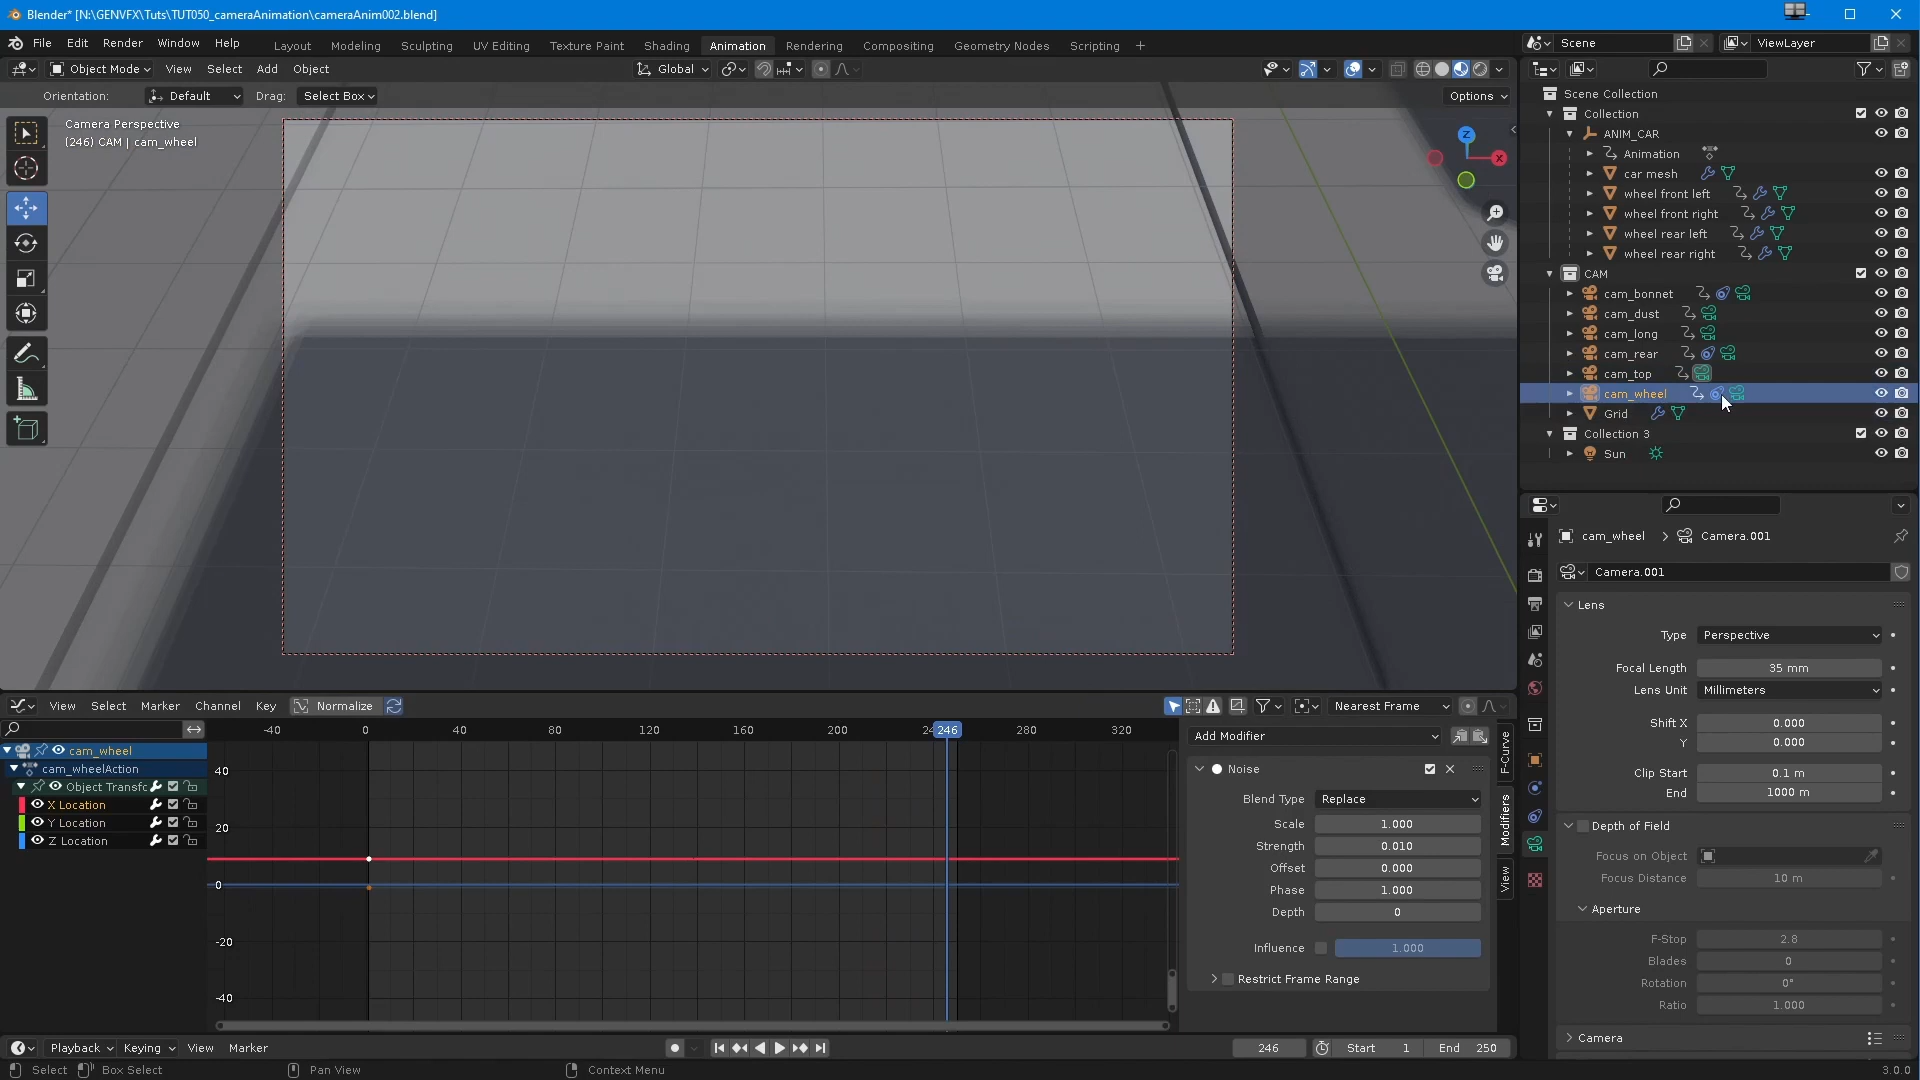 Blender* [N:\GENVFX\Tuts\TUT050_cameraAnimation\cameraAnim002.blend]
File Edit Render Window Help Layout Modeling Sculpting UV Editing Texture Paint Shading Animation Rendering Compositing Geometry Nodes Scripting + Scene ViewLayer
Object Mode View Select Add Object Global
Orientation: Default Drag: Select Box Options
Camera Perspective
(246) CAM | cam_wheel
Z
X
Scene Collection
Collection
ANIM_CAR
Animation
car mesh
wheel front left
wheel front right
wheel rear left
wheel rear right
CAM
cam_bonnet
cam_dust
cam_long
cam_rear
cam_top
cam_wheel
Grid
Collection 3
Sun
cam_wheel > Camera.001
Camera.001
Lens
Type Perspective
Focal Length 35 mm
Lens Unit Millimeters
Shift X 0.000
Y 0.000
Clip Start 0.1 m
End 1000 m
Depth of Field
Focus on Object
Focus Distance 10 m
Aperture
F-Stop 2.8
Blades 0
Rotation 0°
Ratio 1.000
Camera
View Select Marker Channel Key Normalize Nearest Frame
-40 0 40 80 120 160 200 246 280 320
cam_wheel
cam_wheelAction
Object Transfc
X Location
Y Location
Z Location
40
20
0
-20
-40
Add Modifier
Noise
Blend Type Replace
Scale 1.000
Strength 0.010
Offset 0.000
Phase 1.000
Depth 0
Influence 1.000
Restrict Frame Range
F-Curve
Modifiers
View
Playback Keying View Marker 246 Start 1 End 250
Select Box Select Pan View Context Menu 3.0.0